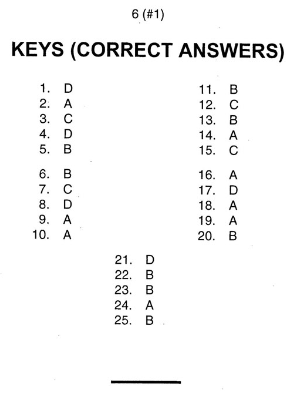 6 (#1)
KEYS (CORRECT ANSWERS)
1. D 11. B
2. A 12. C
3. C 13. B
4. D 14. A
5. B 15. C
6. B 16. A
7. C 17. D
8. D 18. A
9. A 19. A
10. A 20. B
21. D
22. B
23. B
24. A
25. B